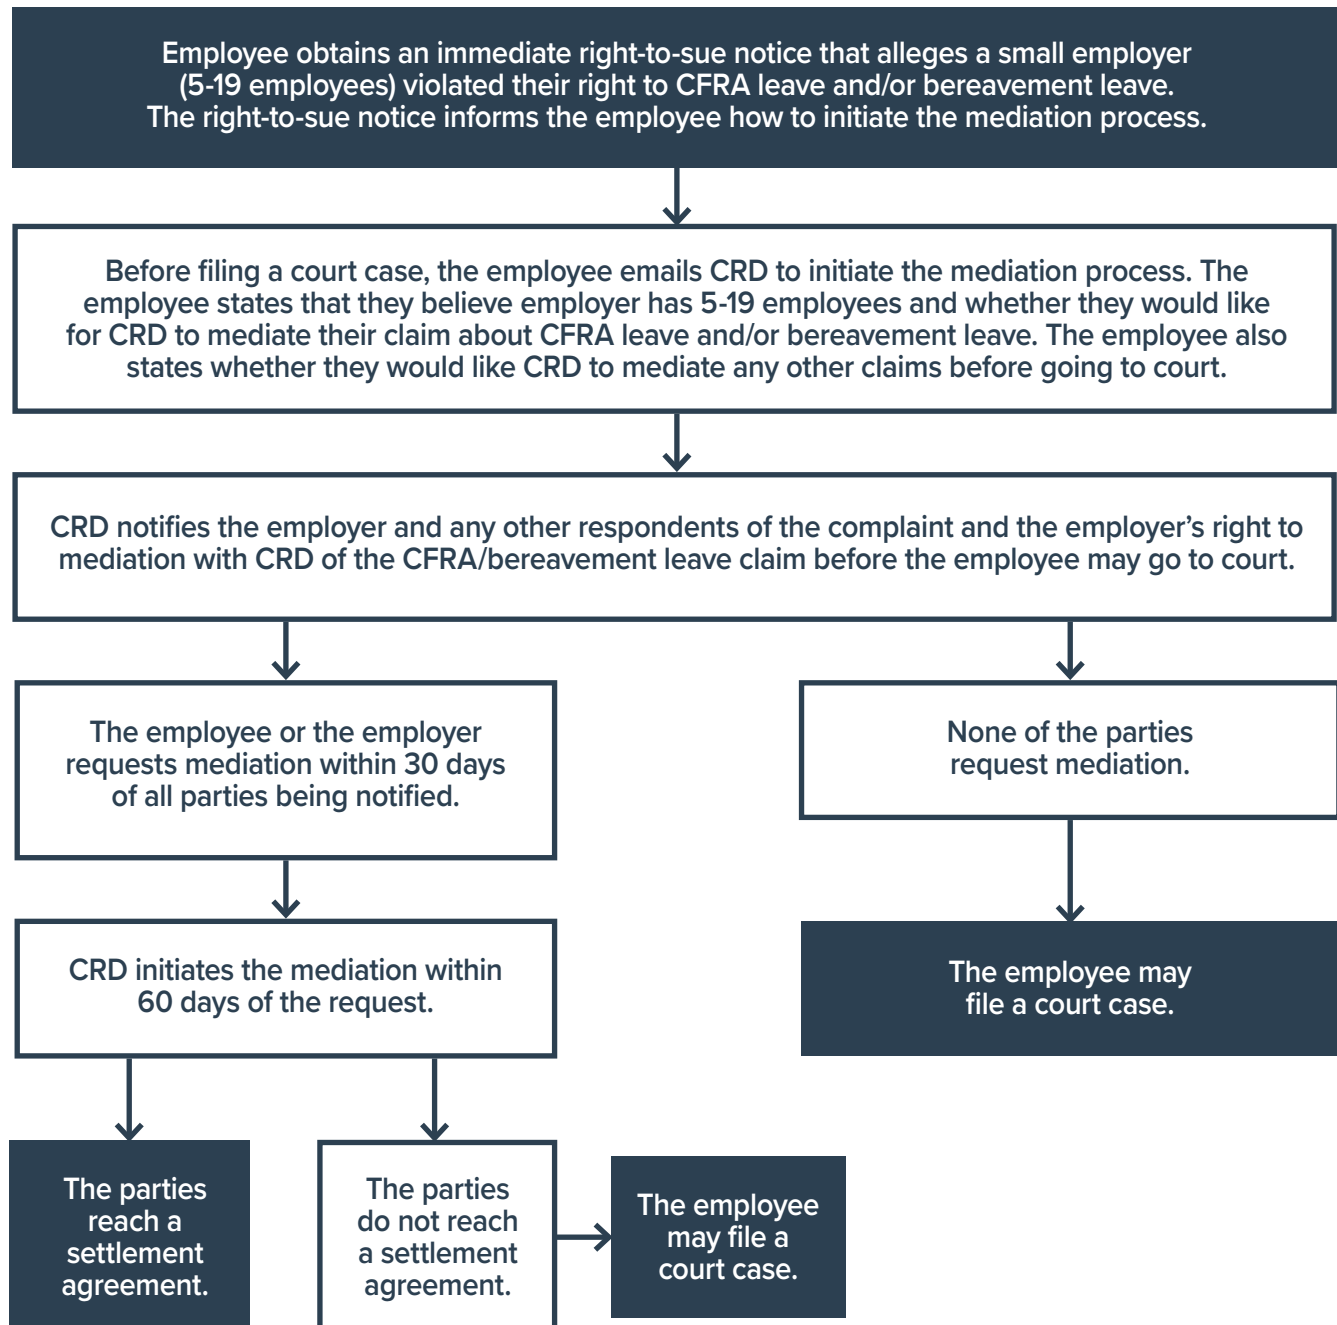 Employee obtains an immediate right-to-sue notice that alleges a small employer
(5-19 employees) violated their right to CFRA leave and/or bereavement leave.
The right-to-sue notice informs the employee how to initiate the mediation process.
Before filing a court case, the employee emails CRD to initiate the mediation process. The
employee states that they believe employer has 5-19 employees and whether they would like
for CRD to mediate their claim about CFRA leave and/or bereavement leave. The employee also
states whether they would like CRD to mediate any other claims before going to court.
CRD notifies the employer and any other respondents of the complaint and the employer’s right to
mediation with CRD of the CFRA/bereavement leave claim before the employee may go to court.
The employee or the employer
requests mediation within 30 days
of all parties being notified.
None of the parties
request mediation.
CRD initiates the mediation within
60 days of the request.
The employee may
file a court case.
The parties
reach a
settlement
agreement.
The parties
do not reach
a settlement
agreement.
The employee
may file a
court case.